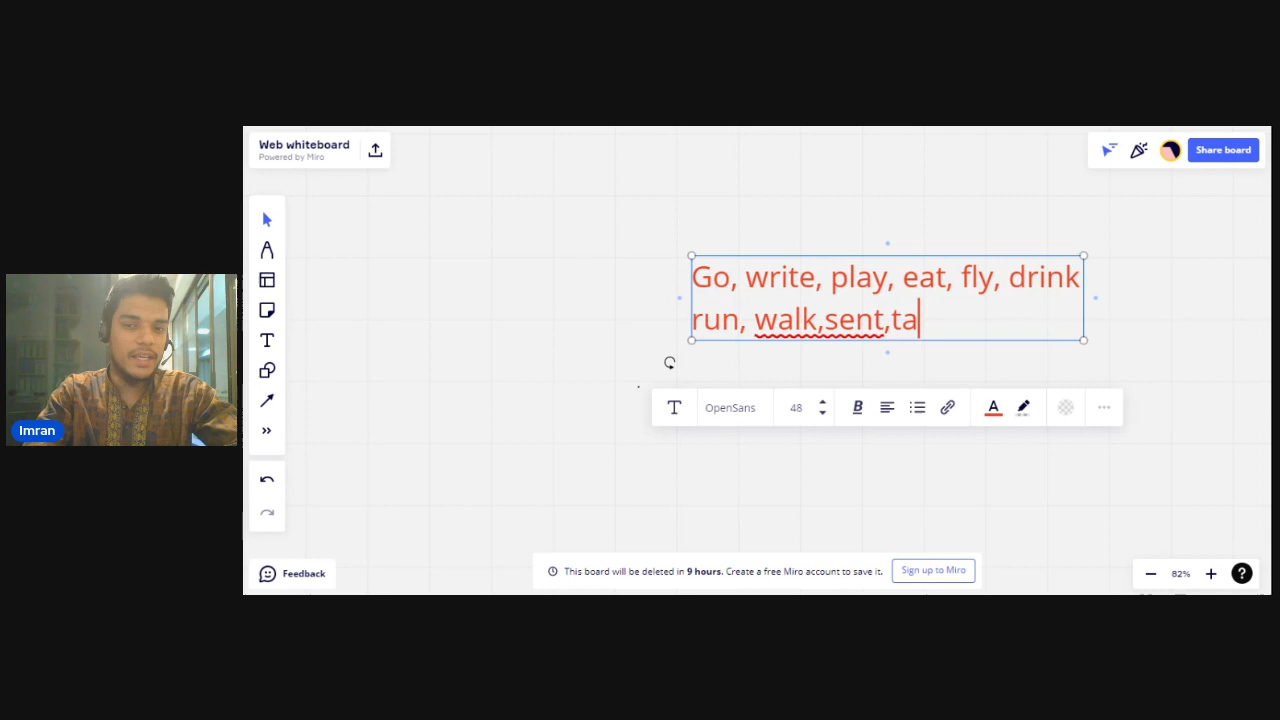 Web whiteboard
Powered by Miro
Share board
Go, write, play, eat, fly, drink
run, walk,sent,ta
Imran
OpenSans
48
B
A
Feedback
This board will be deleted in 9 hours. Create a free Miro account to save it.
Sign up to Miro
82%